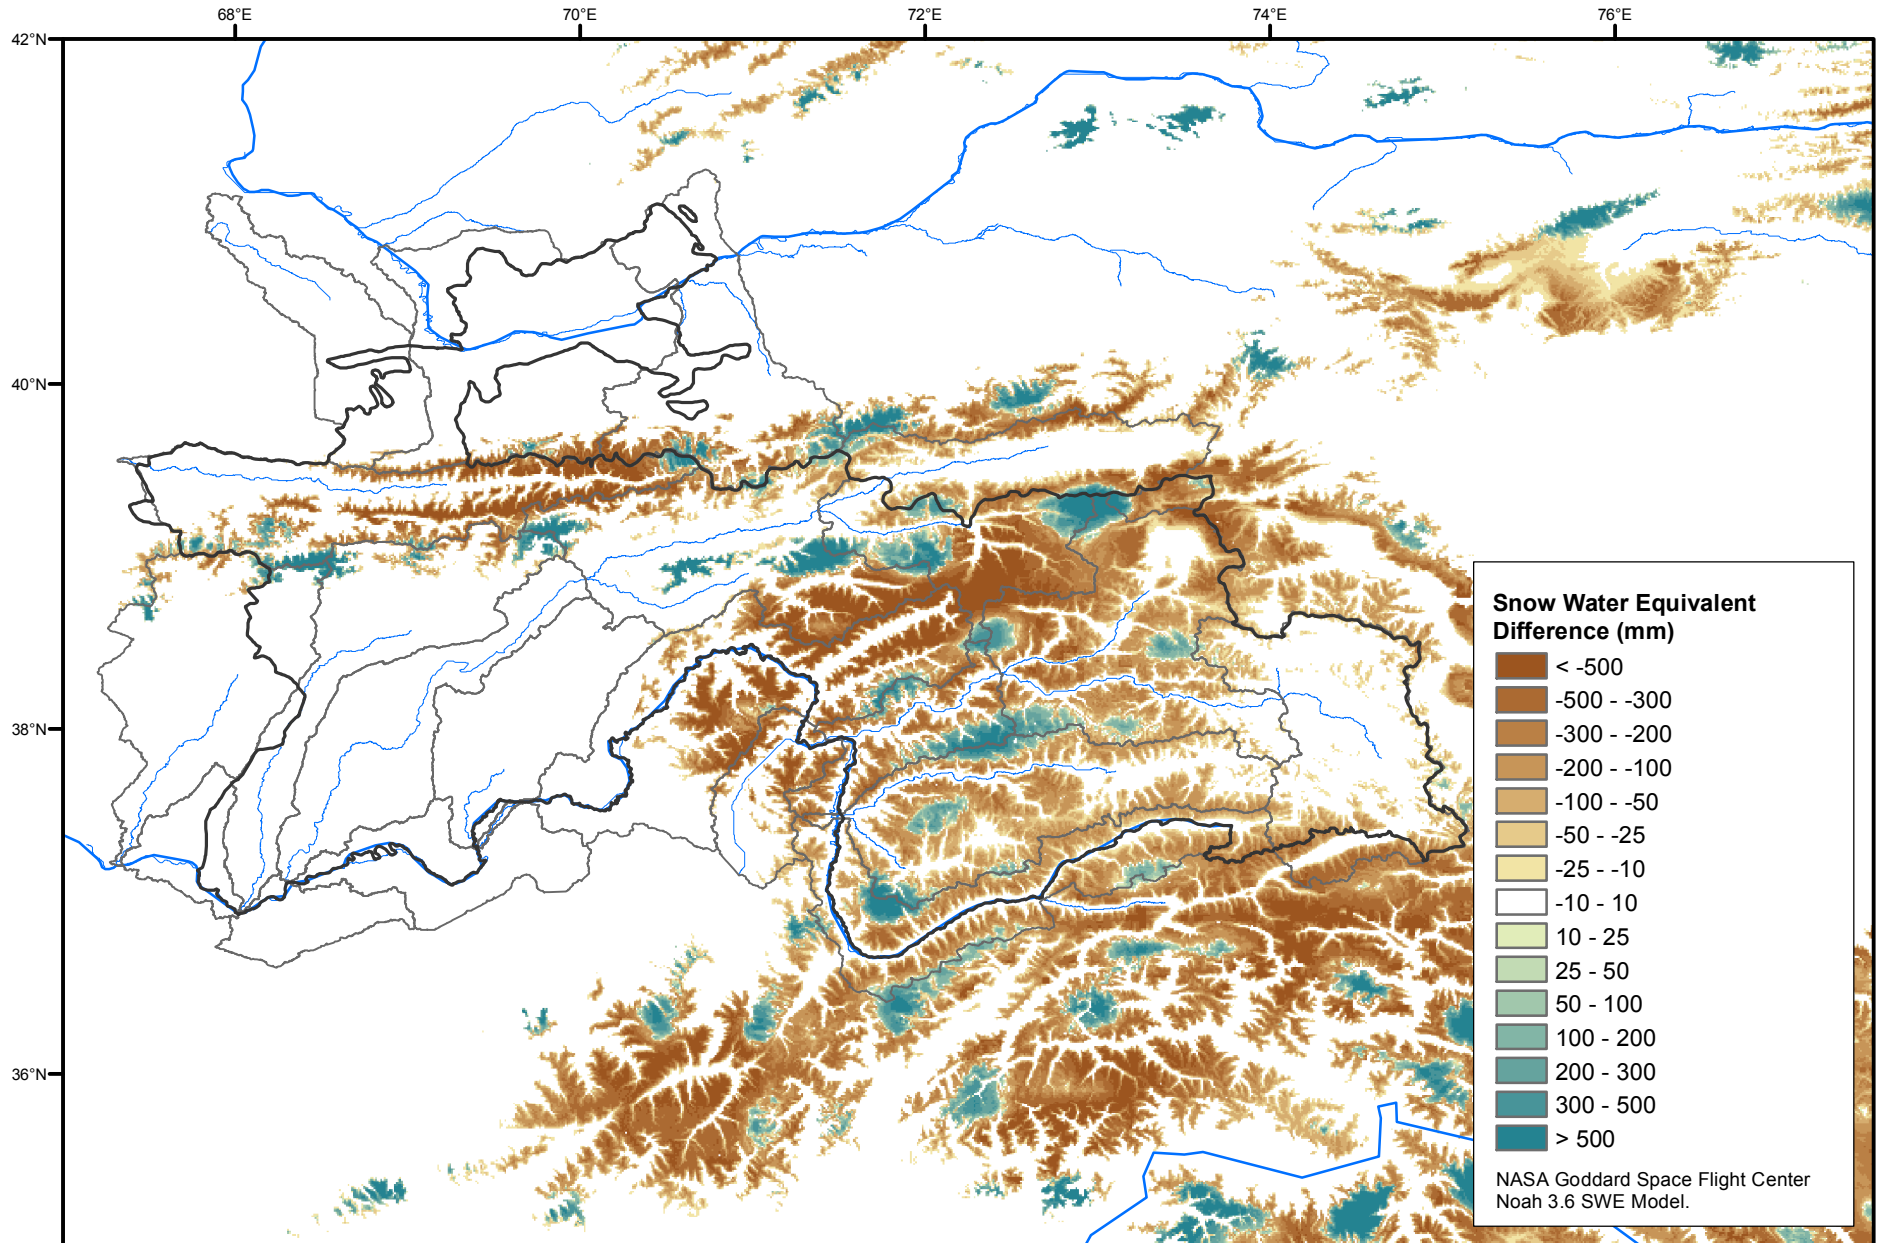 68°E
70°E
72°E
74°E
76°E
42°N
40°N
38°N
36°N
Snow Water Equivalent
Difference (mm)
< -500
-500 - -300
-300 - -200
-200 - -100
-100 - -50
-50 - -25
-25 - -10
-10 - 10
10 - 25
25 - 50
50 - 100
100 - 200
200 - 300
300 - 500
> 500
NASA Goddard Space Flight Center
Noah 3.6 SWE Model.